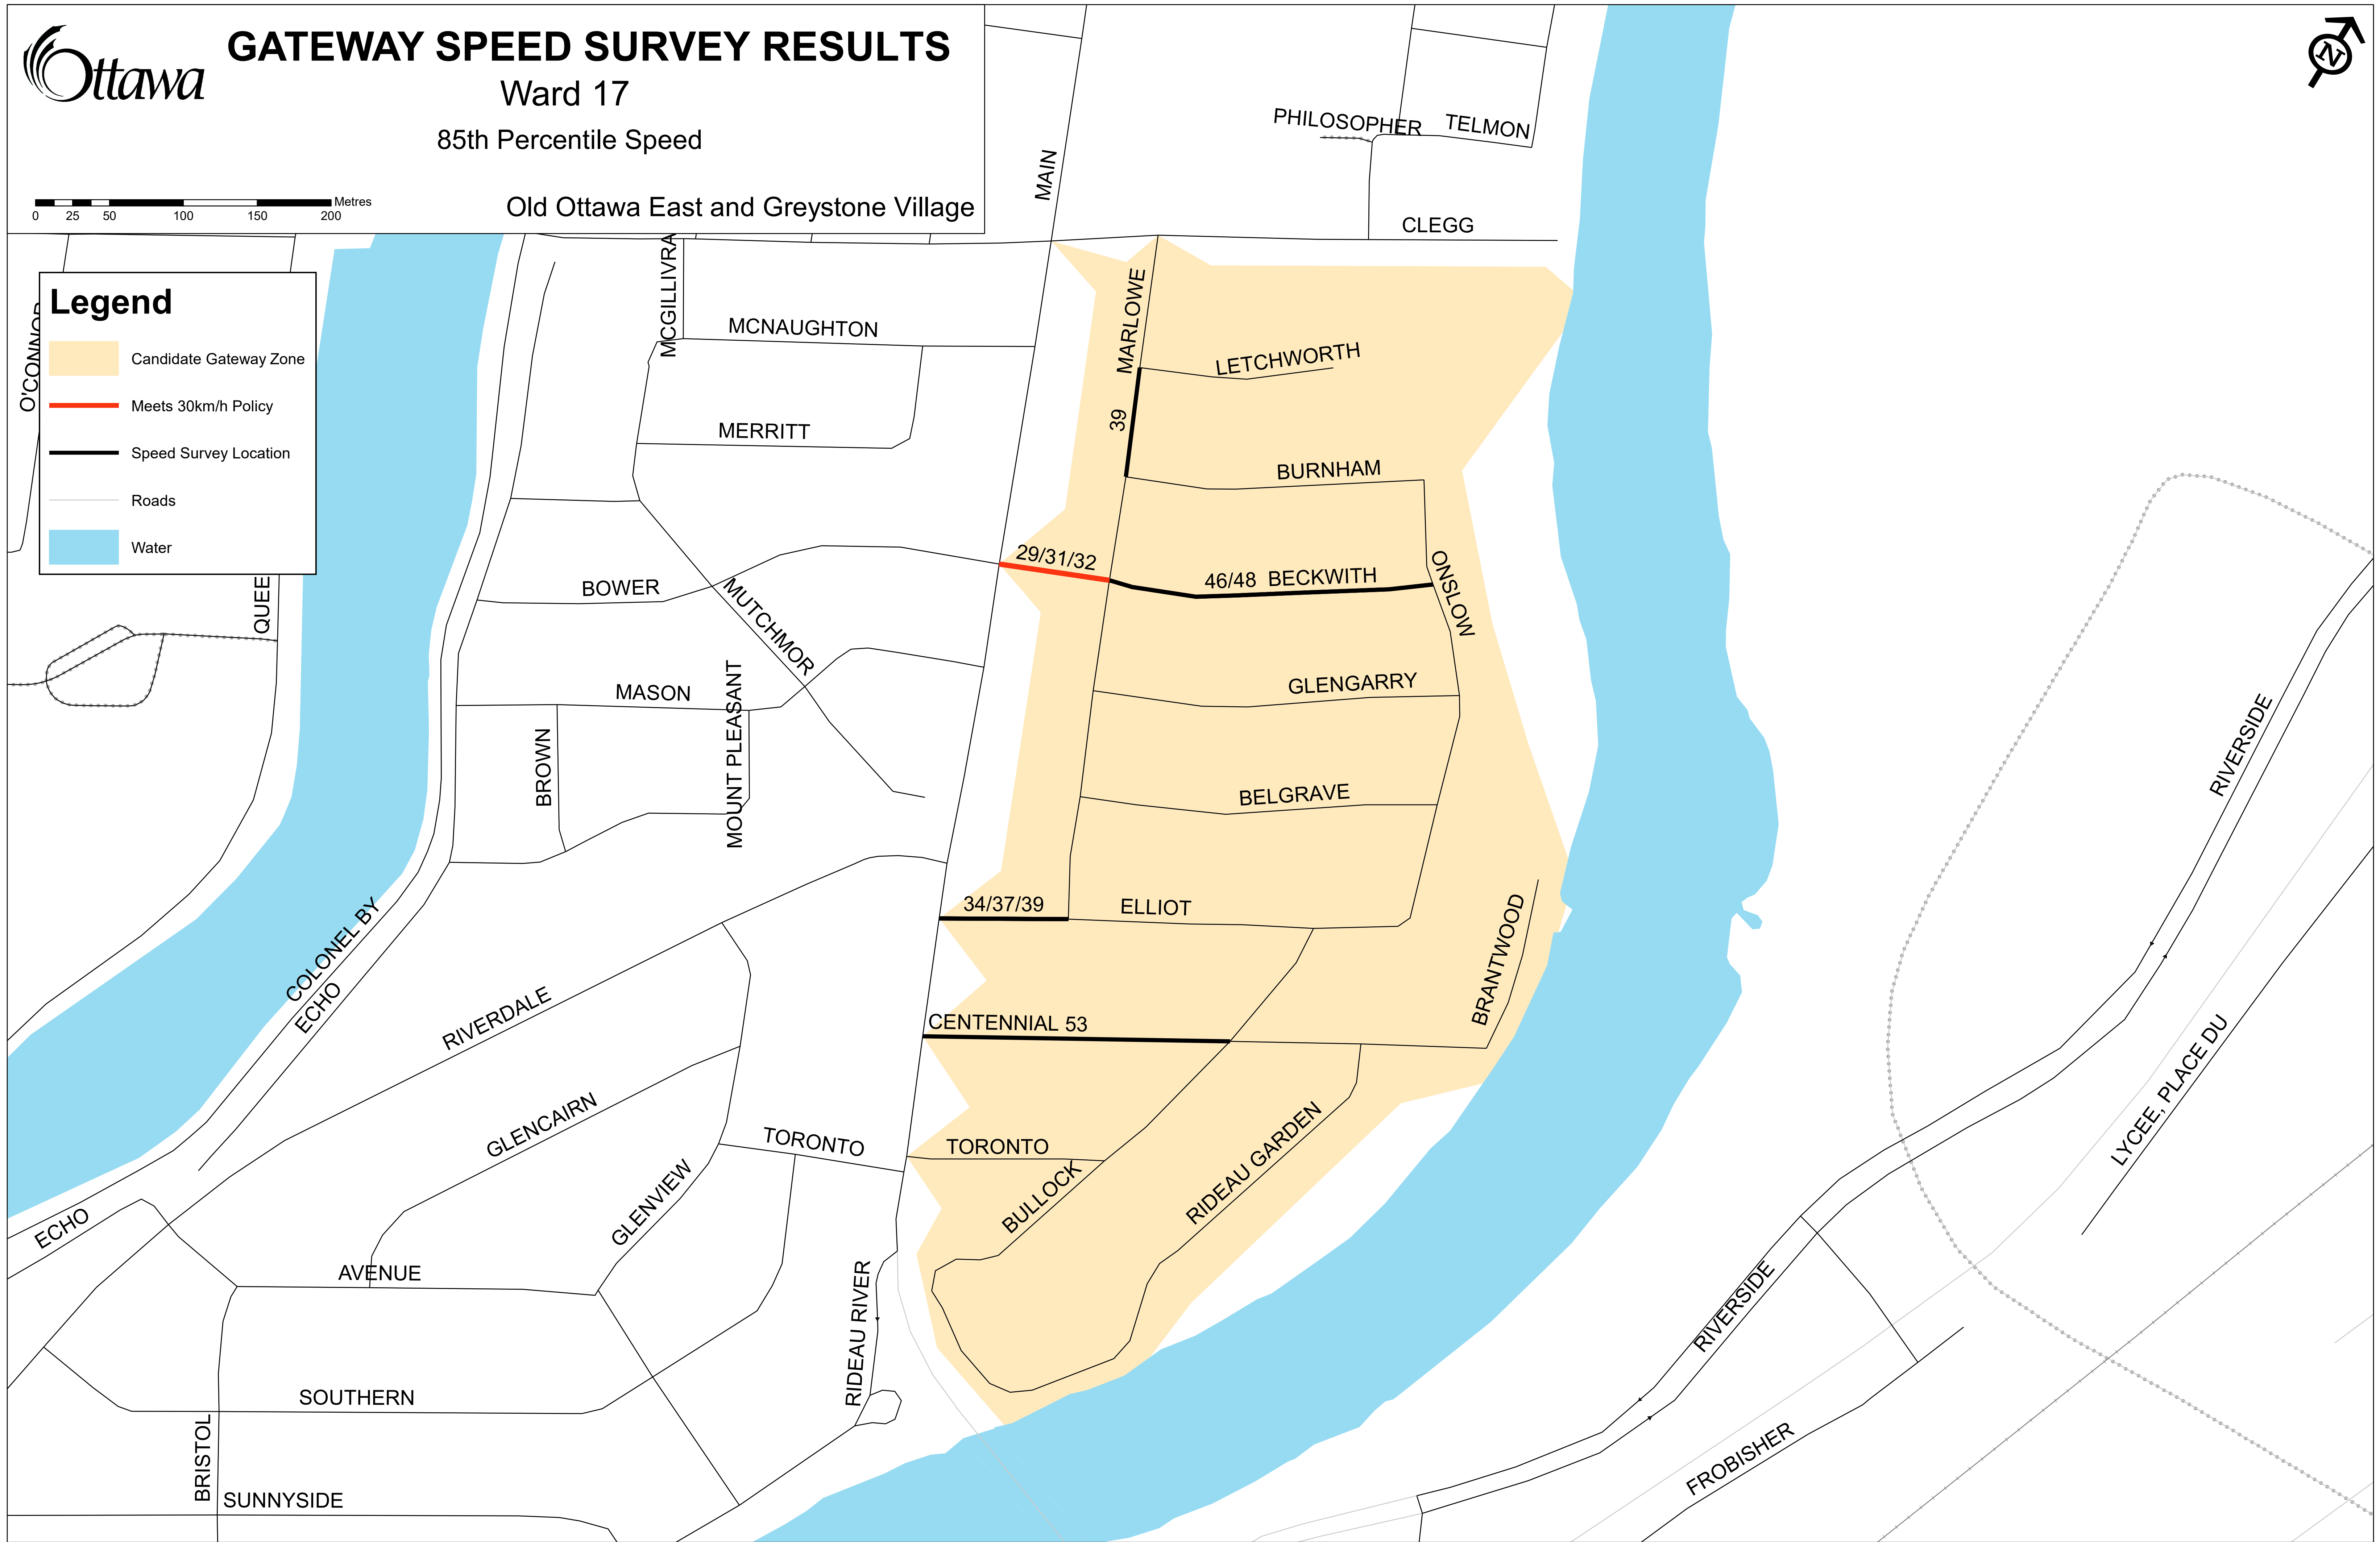 Ottawa
GATEWAY SPEED SURVEY RESULTS
Ward 17
85th Percentile Speed
0 25 50 100 150 200 Metres
Old Ottawa East and Greystone Village
N
Legend
Candidate Gateway Zone
Meets 30km/h Policy
Speed Survey Location
Roads
Water
MAIN
PHILOSOPHER
TELMON
CLEGG
O'CONNOR
MCGILLIVRA
MCNAUGHTON
MARLOWE
LETCHWORTH
39
MERRITT
BURNHAM
29/31/32
46/48 BECKWITH
ONSLOW
QUEE
BOWER
MUTCHMOR
MASON
MOUNT PLEASANT
GLENGARRY
BROWN
BELGRAVE
RIVERSIDE
34/37/39
ELLIOT
COLONEL BY
ECHO
BRANTWOOD
RIVERDALE
CENTENNIAL 53
GLENCAIRN
TORONTO
TORONTO
LYCEE, PLACE DU
GLENVIEW
BULLOCK
RIDEAU GARDEN
ECHO
AVENUE
RIDEAU RIVER
RIVERSIDE
SOUTHERN
BRISTOL
FROBISHER
SUNNYSIDE